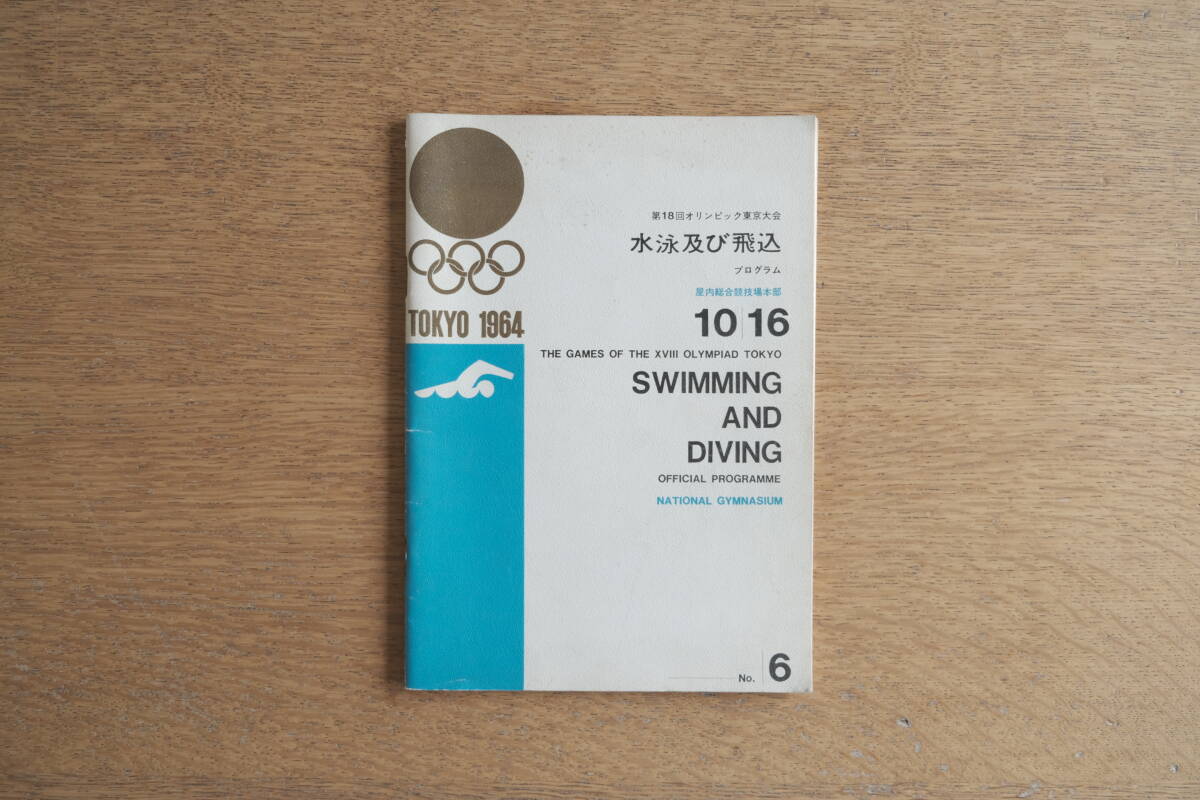 TOKYO 1964
第18回オリンピック東京大会
水泳及び飛込
プログラム
屋内総合競技場本部
10|16
THE GAMES OF THE XVIII OLYMPIAD TOKYO
SWIMMING
AND
DIVING
OFFICIAL PROGRAMME
NATIONAL GYMNASIUM
No. |6